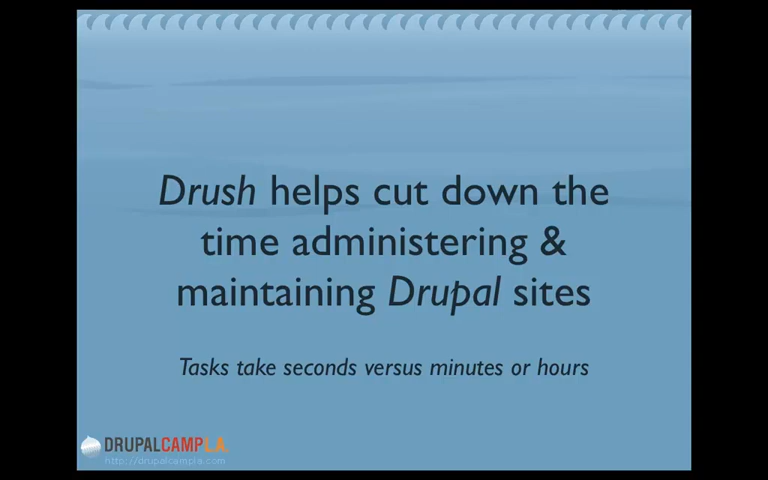 Drush helps cut down the
time administering &
maintaining Drupal sites
Tasks take seconds versus minutes or hours
DRUPALCAMPLA.
http://drupalcampla.com